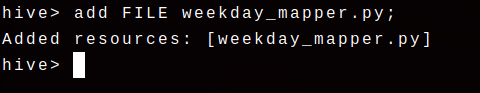 hive> add FILE weekday_mapper.py;
Added resources: [weekday_mapper.py]
hive>